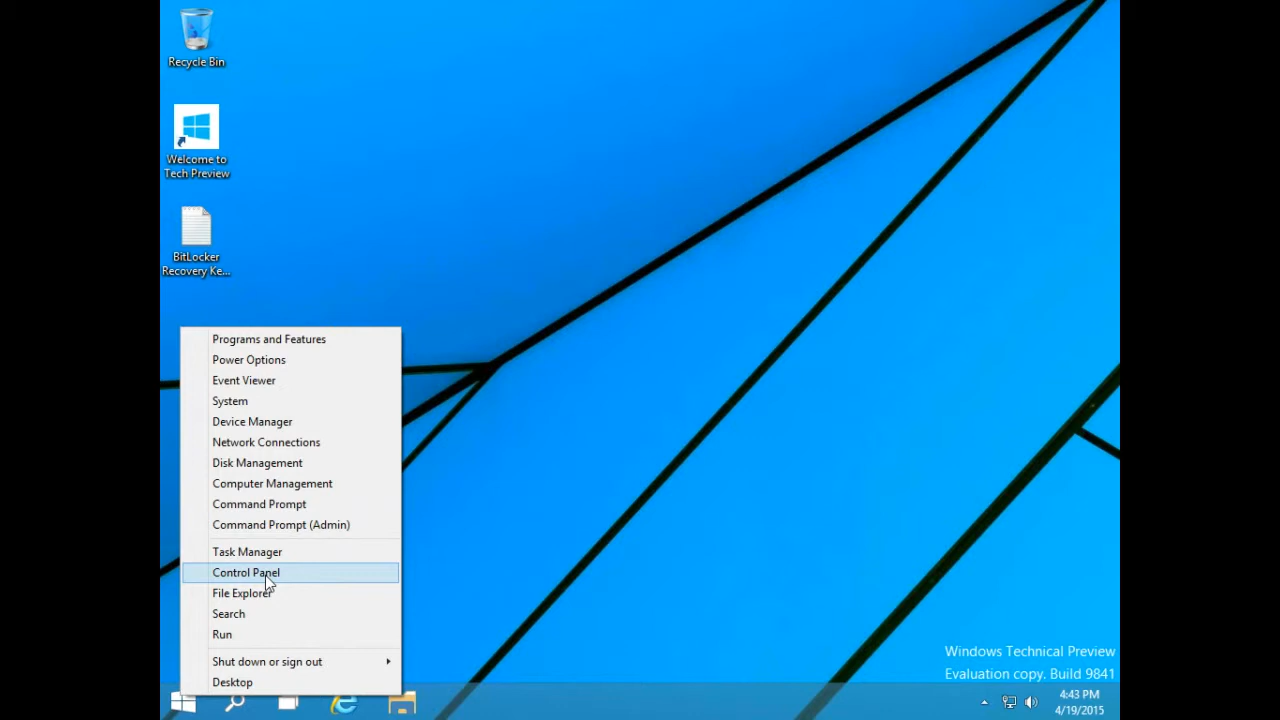 Recycle Bin
Welcome to
Tech Preview
BitLocker
Recovery Ke...
Programs and Features
Power Options
Event Viewer
System
Device Manager
Network Connections
Disk Management
Computer Management
Command Prompt
Command Prompt (Admin)
Task Manager
Control Panel
File Explorer
Search
Run
Shut down or sign out
Desktop
Windows Technical Preview
Evaluation copy. Build 9841
4:43 PM
4/19/2015